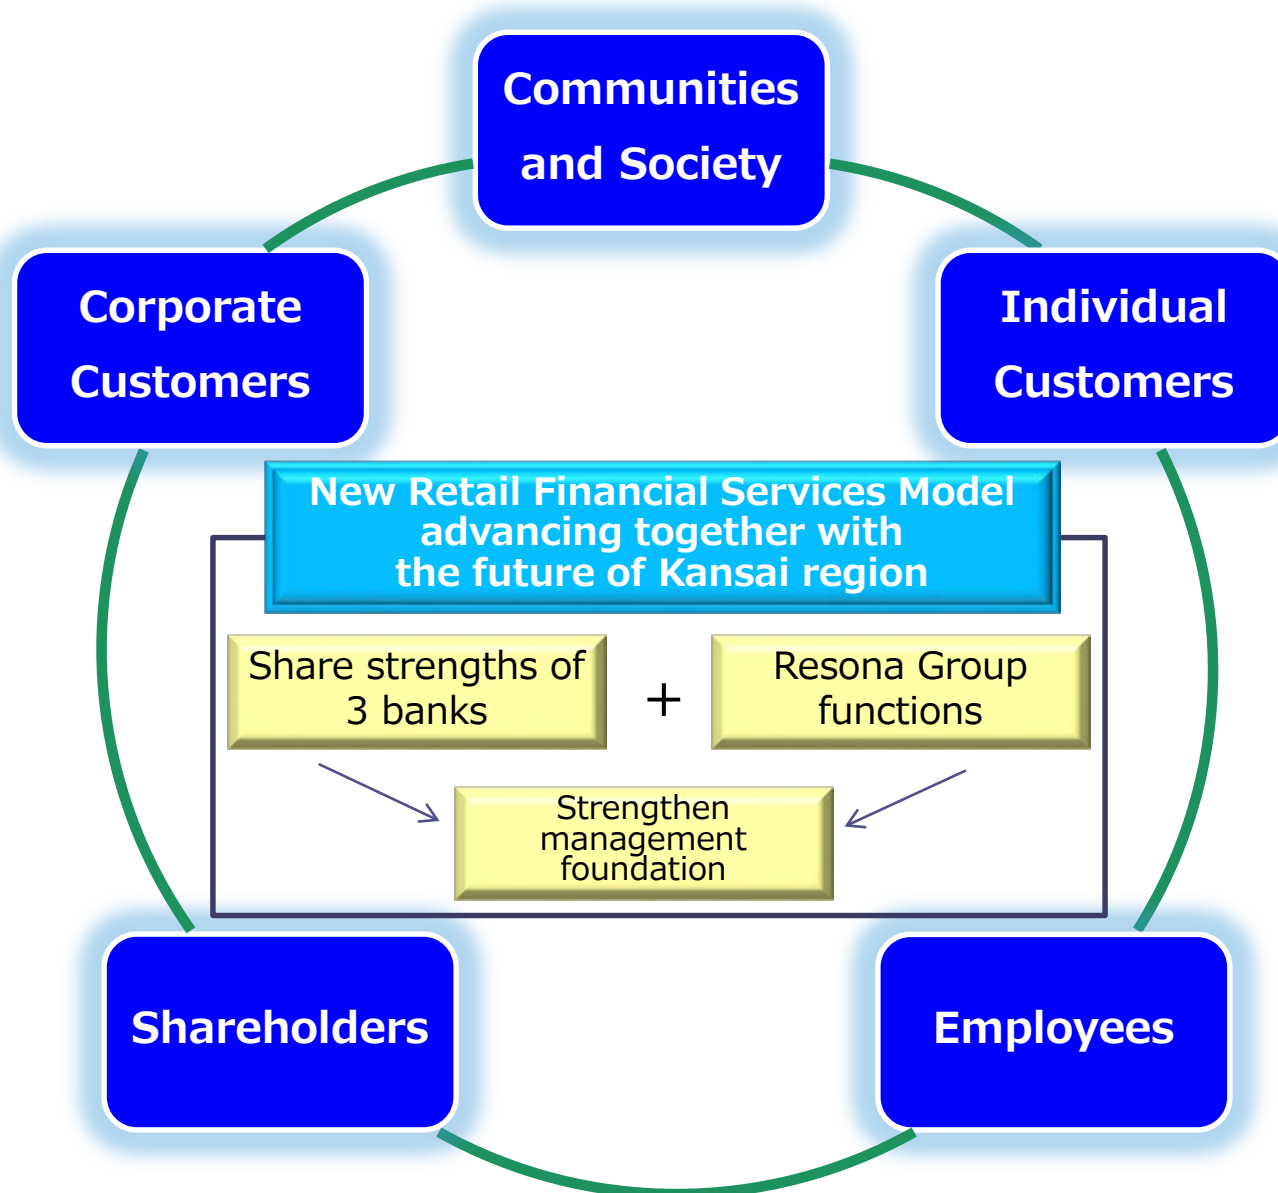 Communities
and Society
Corporate
Customers
Individual
Customers
New Retail Financial Services Model
advancing together with
the future of Kansai region
Share strengths of
3 banks
+
Resona Group
functions
Strengthen
management
foundation
Shareholders
Employees